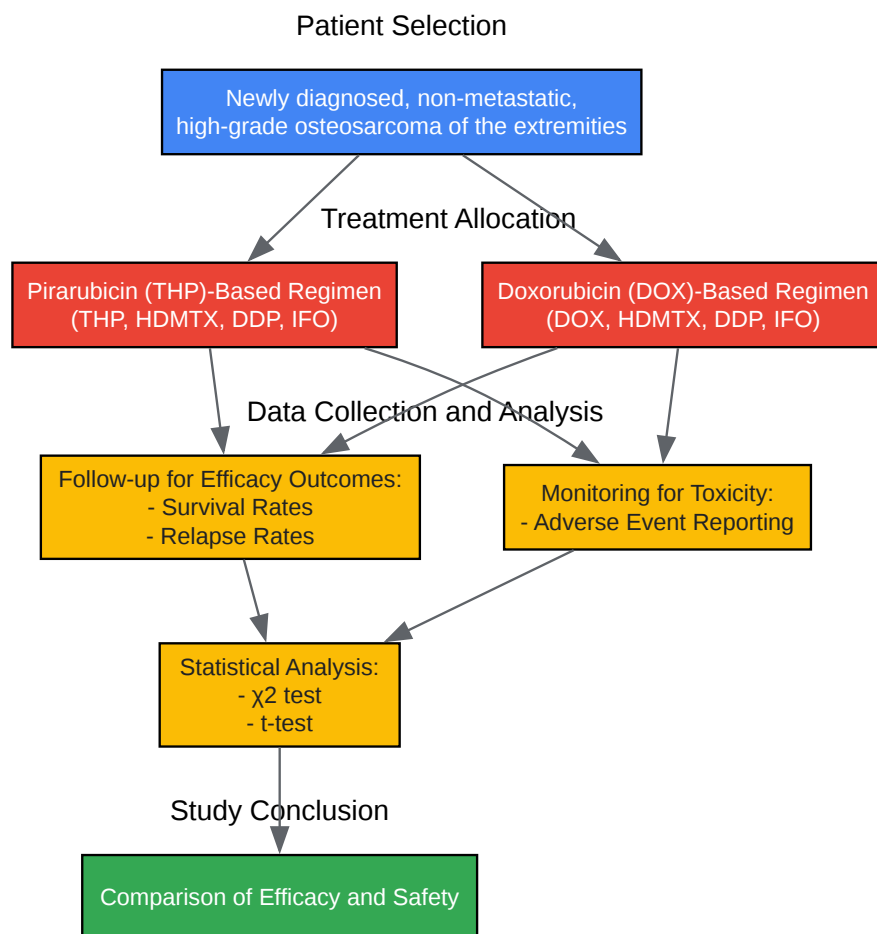 Patient Selection
Newly diagnosed, non-metastatic,
high-grade osteosarcoma of the extremities
Treatment Allocation
Pirarubicin (THP)-Based Regimen
(THP, HDMTX, DDP, IFO)
Doxorubicin (DOX)-Based Regimen
(DOX, HDMTX, DDP, IFO)
Data Collection and Analysis
Follow-up for Efficacy Outcomes:
- Survival Rates
- Relapse Rates
Monitoring for Toxicity:
- Adverse Event Reporting
Statistical Analysis:
- χ2 test
- t-test
Study Conclusion
Comparison of Efficacy and Safety